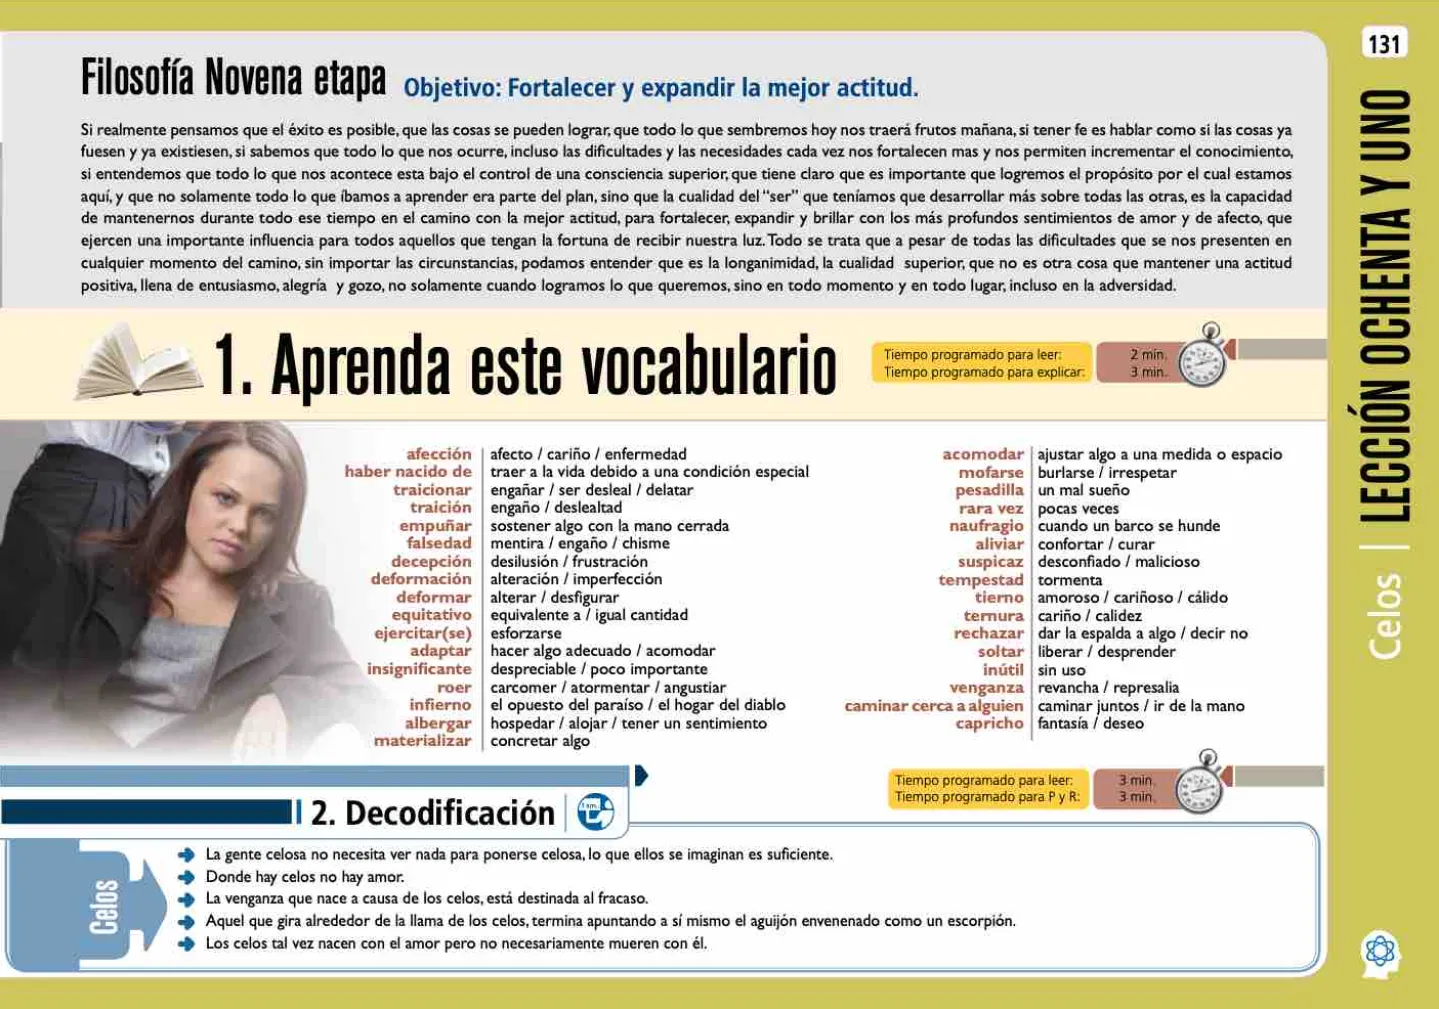 Filosofía Novena etapa Objetivo: Fortalecer y expandir la mejor actitud.
Si realmente pensamos que el éxito es posible, que las cosas se pueden lograr, que todo lo que sembremos hoy nos traerá frutos mañana, si tener fe es hablar como si las cosas ya
fuesen y ya existiesen, si sabemos que todo lo que nos ocurre, incluso las dificultades y las necesidades cada vez nos fortalecen mas y nos permiten incrementar el conocimiento,
si entendemos que todo lo que nos acontece esta bajo el control de una consciencia superior, que tiene claro que es importante que logremos el propósito por el cual estamos
aquí, y que no solamente todo lo que íbamos a aprender era parte del plan, sino que la cualidad del “ser” que teníamos que desarrollar más sobre todas las otras, es la capacidad
de mantenernos durante todo ese tiempo en el camino con la mejor actitud, para fortalecer, expandir y brillar con los más profundos sentimientos de amor y de afecto, que
ejercen una importante influencia para todos aquellos que tengan la fortuna de recibir nuestra luz. Todo se trata que a pesar de todas las dificultades que se nos presenten en
cualquier momento del camino, sin importar las circunstancias, podamos entender que es la longanimidad, la cualidad superior, que no es otra cosa que mantener una actitud
positiva, llena de entusiasmo, alegría y gozo, no solamente cuando logramos lo que queremos, sino en todo momento y en todo lugar, incluso en la adversidad.
1. Aprenda este vocabulario
Tiempo programado para leer: 2 min.
Tiempo programado para explicar: 3 min.
afección afecto / cariño / enfermedad
haber nacido de traer a la vida debido a una condición especial
traicionar engañar / ser desleal / delatar
traición engaño / deslealtad
empuñar sostener algo con la mano cerrada
falsedad mentira / engaño / chisme
decepción desilusión / frustración
deformación alteración / imperfección
deformar alterar / desfigurar
equitativo equivalente a / igual cantidad
ejercitar(se) esforzarse
adaptar hacer algo adecuado / acomodar
insignificante despreciable / poco importante
roer carcomer / atormentar / angustiar
infierno el opuesto del paraíso / el hogar del diablo
albergar hospedar / alojar / tener un sentimiento
materializar concretar algo
acomodar ajustar algo a una medida o espacio
mofarse burlarse / irrespetar
pesadilla un mal sueño
rara vez pocas veces
naufragio cuando un barco se hunde
aliviar confortar / curar
suspicaz desconfiado / malicioso
tempestad tormenta
tierno amoroso / cariñoso / cálido
ternura cariño / calidez
rechazar dar la espalda a algo / decir no
soltar liberar / desprender
inútil sin uso
venganza revancha / represalia
caminar cerca a alguien caminar juntos / ir de la mano
capricho fantasía / deseo
Tiempo programado para leer: 3 min.
Tiempo programado para P y R: 3 min.
2. Decodificación
Celos
La gente celosa no necesita ver nada para ponerse celosa, lo que ellos se imaginan es suficiente.
Donde hay celos no hay amor.
La venganza que nace a causa de los celos, está destinada al fracaso.
Aquel que gira alrededor de la llama de los celos, termina apuntando a sí mismo el aguijón envenenado como un escorpión.
Los celos tal vez nacen con el amor pero no necesariamente mueren con él.
131
Celos | LECCIÓN OCHENTA Y UNO